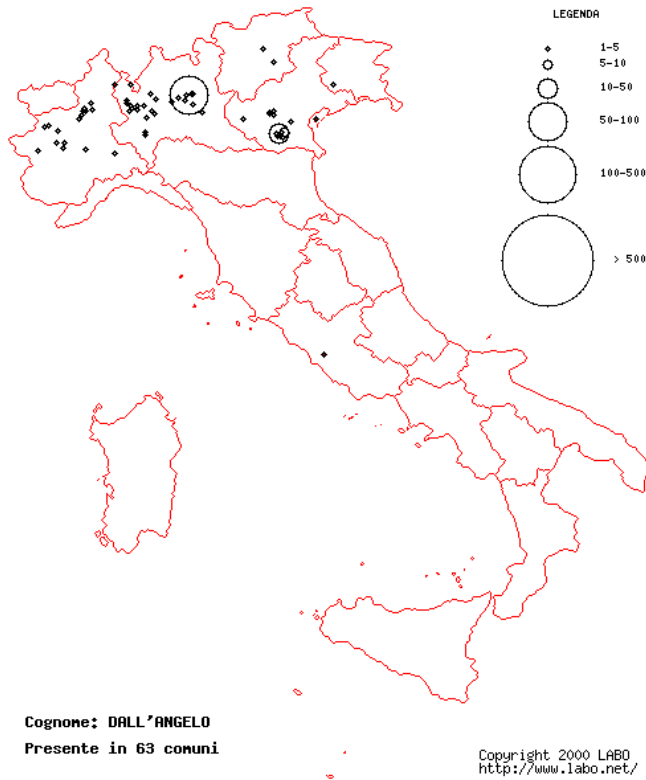 LEGENDA
1-5
5-10
10-50
50-100
100-500
> 500
Cognome: DALL'ANGELO
Presente in 63 comuni
Copyright 2000 LABO
http://www.labo.net/